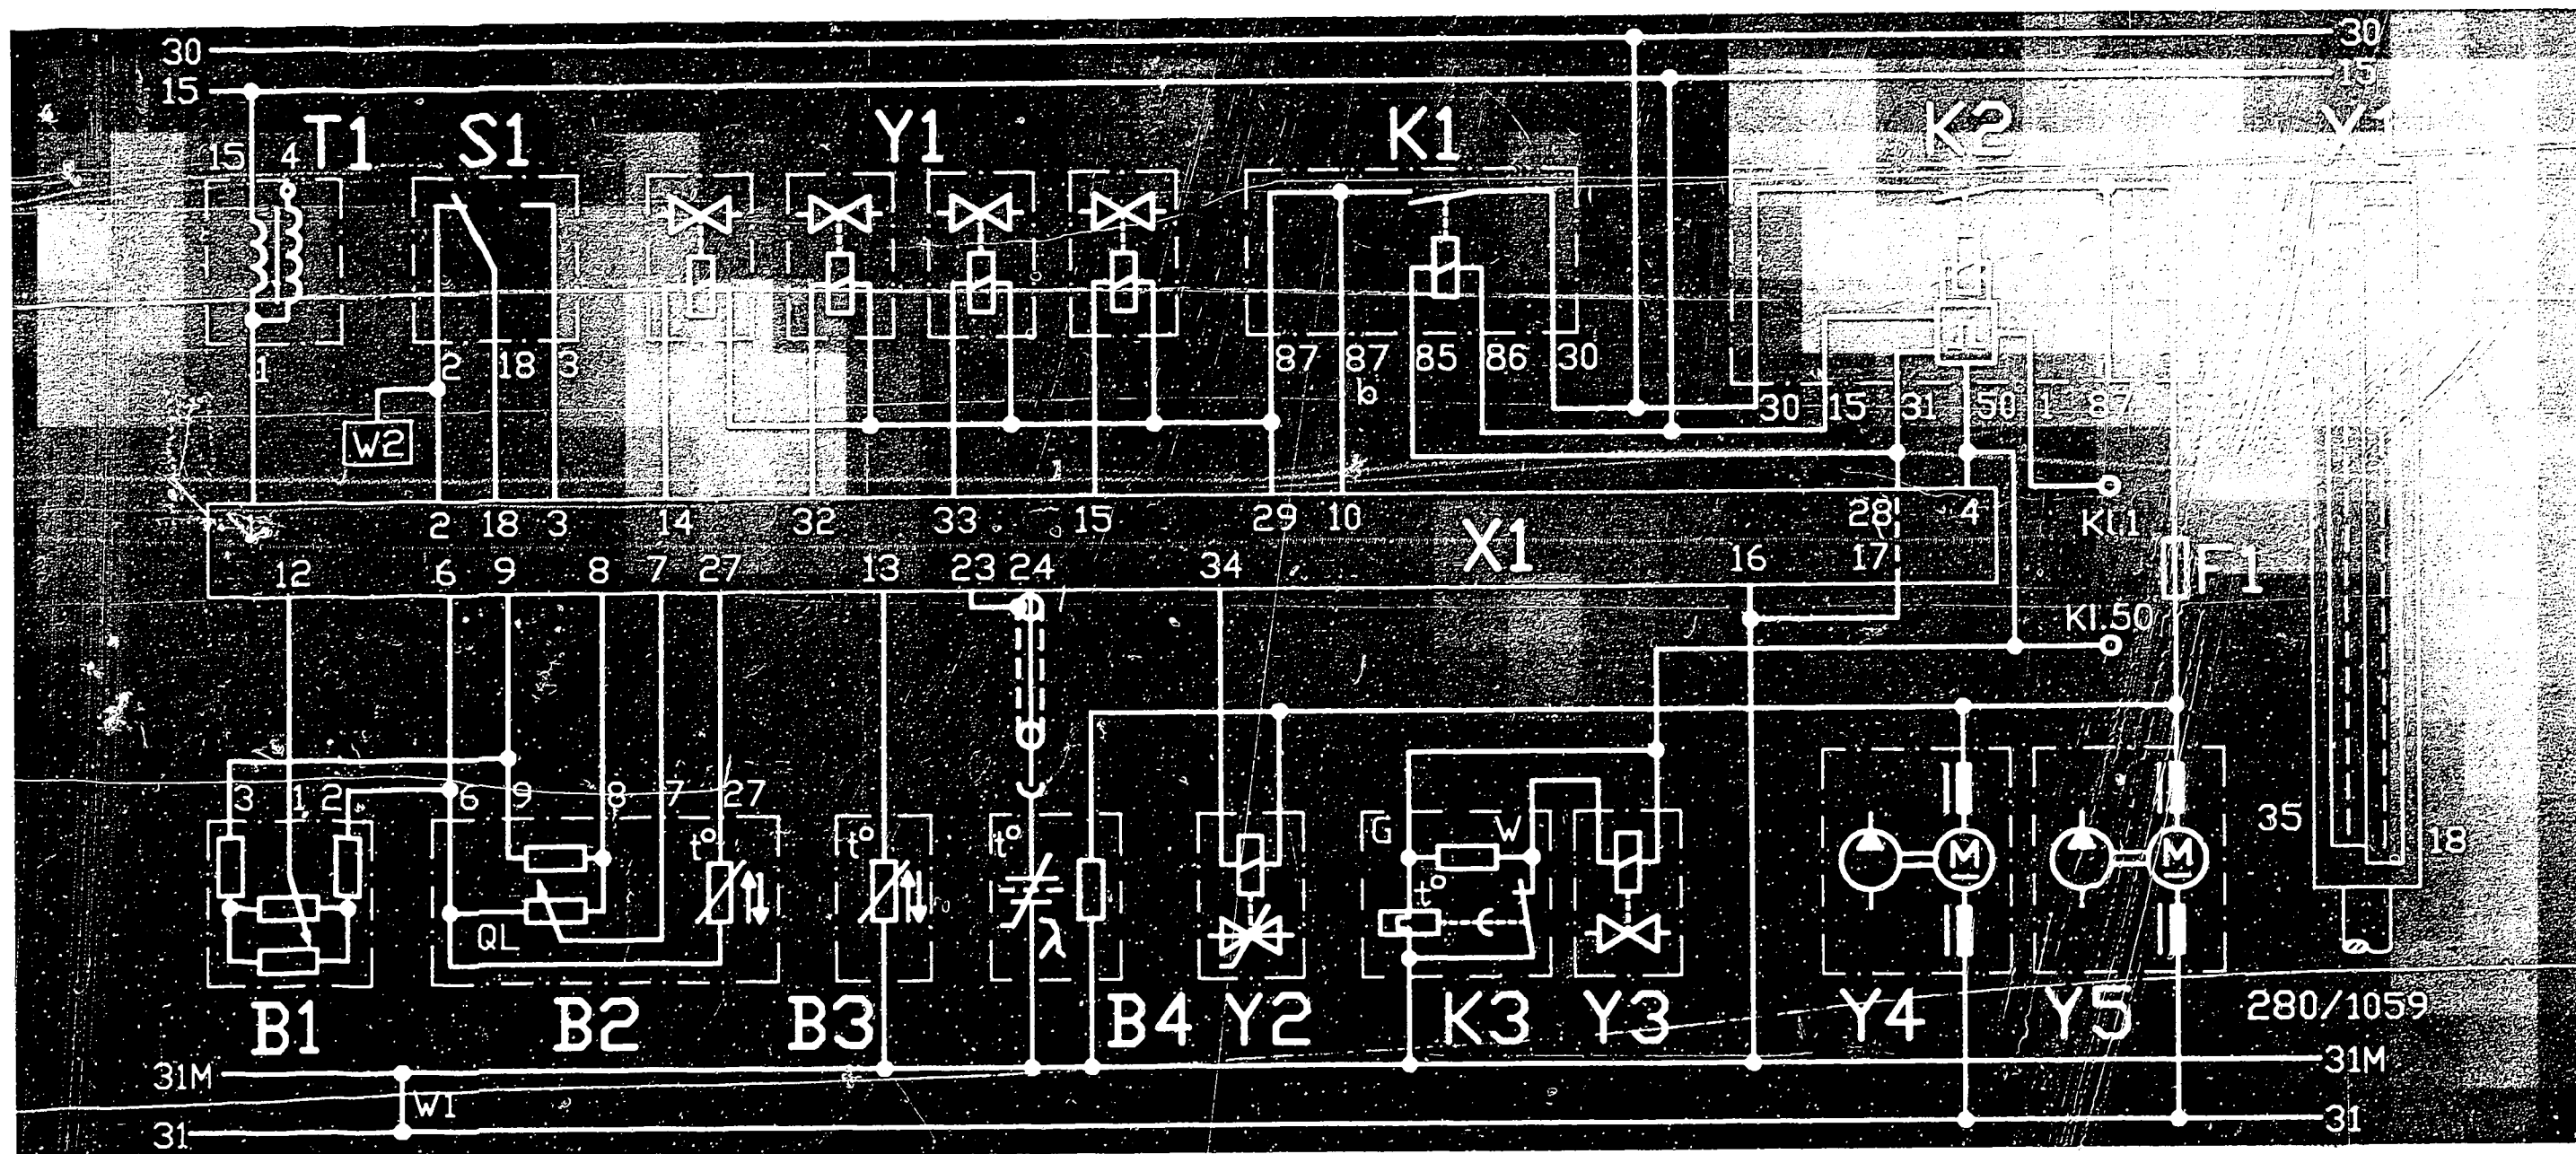 30 30
15 15
T1 S1 Y1 K1 K2
15 4
1 2 18 3 87 87 85 86 30 30 15 31 50 1 87
b
W2
1 2 18 3 14 32 33 15 29 10 X1 28 4 Kl.1
12 6 9 8 7 27 13 23 24 34 16 17 F1
Kl.50
3 1 2 6 9 8 7 27
35 18
t° t° t° G W
t°
M M
QL λ
B1 B2 B3 B4 Y2 K3 Y3 Y4 Y5 280/1059
31M 31M
W1
31 31